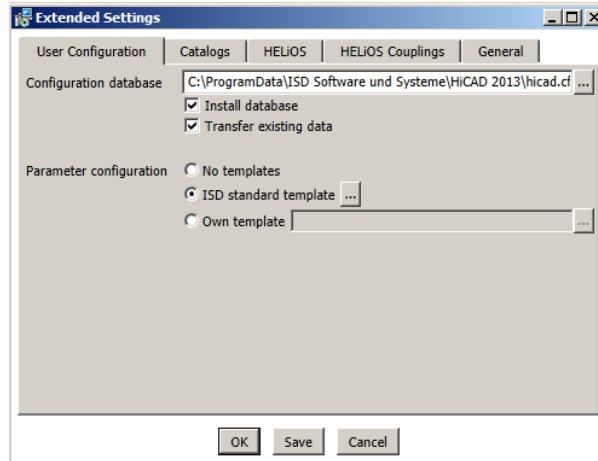 Extended Settings
User Configuration Catalogs HELiOS HELiOS Couplings General
Configuration database C:\ProgramData\ISD Software und Systeme\HiCAD 2013\hicad.cf ...
Install database
Transfer existing data
Parameter configuration No templates
ISD standard template ...
Own template ...
OK Save Cancel